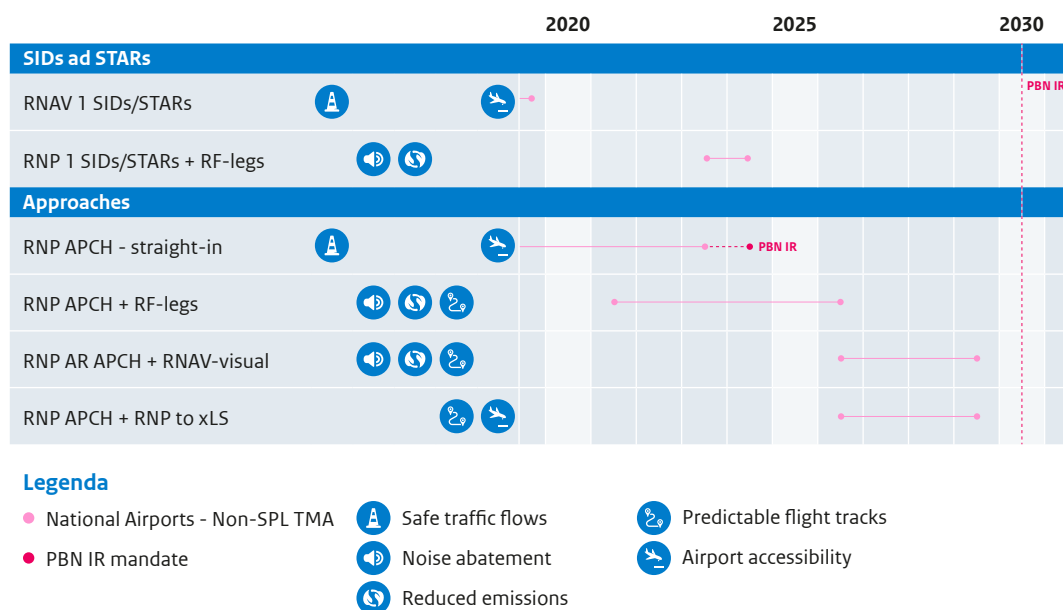 2020 2025 2030
SIDs ad STARs
PBN IR
RNAV 1 SIDs/STARs
RNP 1 SIDs/STARs + RF-legs
Approaches
RNP APCH - straight-in PBN IR
RNP APCH + RF-legs
RNP AR APCH + RNAV-visual
RNP APCH + RNP to xLS
Legenda
National Airports - Non-SPL TMA Safe traffic flows Predictable flight tracks
PBN IR mandate Noise abatement Airport accessibility
Reduced emissions